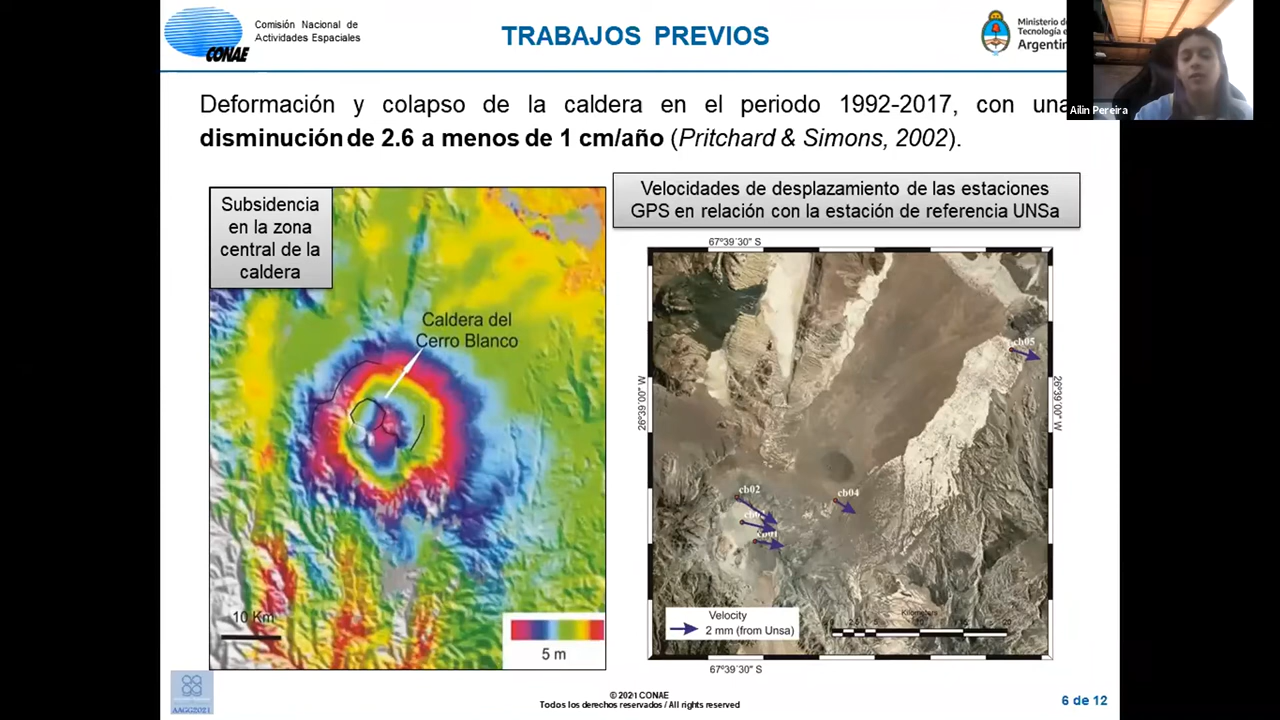 Comisión Nacional de
Actividades Espaciales
CONAE
TRABAJOS PREVIOS
Ministerio de
Tecnología e
Argentin
Ailin Pereira
Deformación y colapso de la caldera en el periodo 1992-2017, con una
disminución de 2.6 a menos de 1 cm/año (Pritchard & Simons, 2002).
Subsidencia
en la zona
central de la
caldera
Caldera del
Cerro Blanco
10 Km
5 m
Velocidades de desplazamiento de las estaciones
GPS en relación con la estación de referencia UNSa
67°39´30" S
26°39´00" W
26°39´00" W
cb05
cb02
cb04
cb01
Velocity
2 mm (from Unsa)
Kilometers
67°39´30" S
AAGG2021
© 2021 CONAE
Todos los derechos reservados / All rights reserved
6 de 12